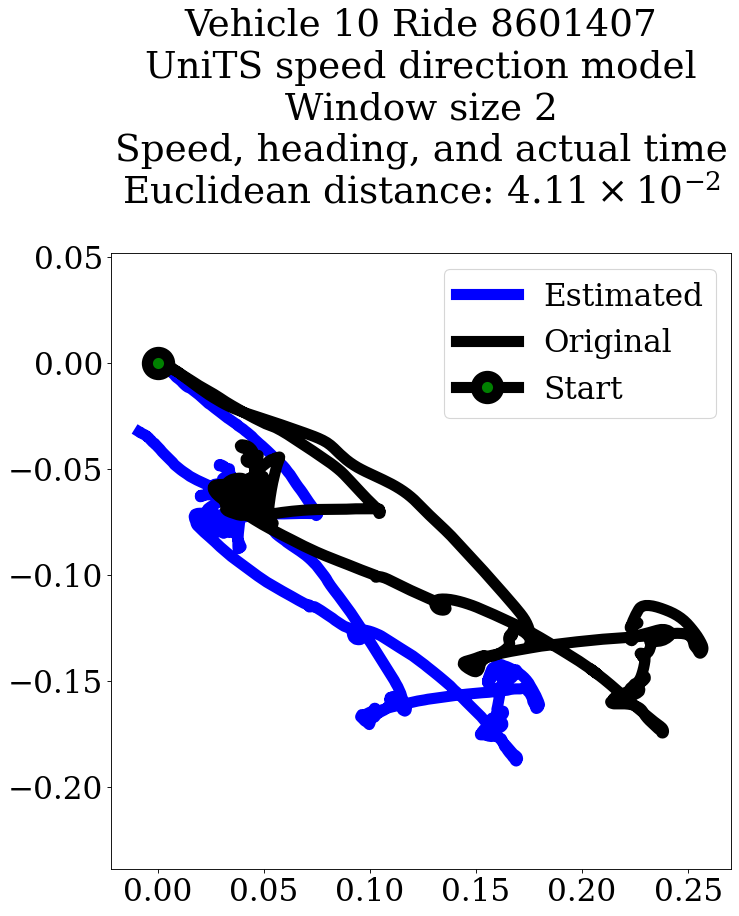 Vehicle 10 Ride 8601407
UniTS speed direction model
Window size 2
Speed, heading, and actual time
Euclidean distance: 4.11 × 10⁻²
0.05
Estimated
0.00
Original
Start
−0.05
−0.10
−0.15
−0.20
0.00 0.05 0.10 0.15 0.20 0.25